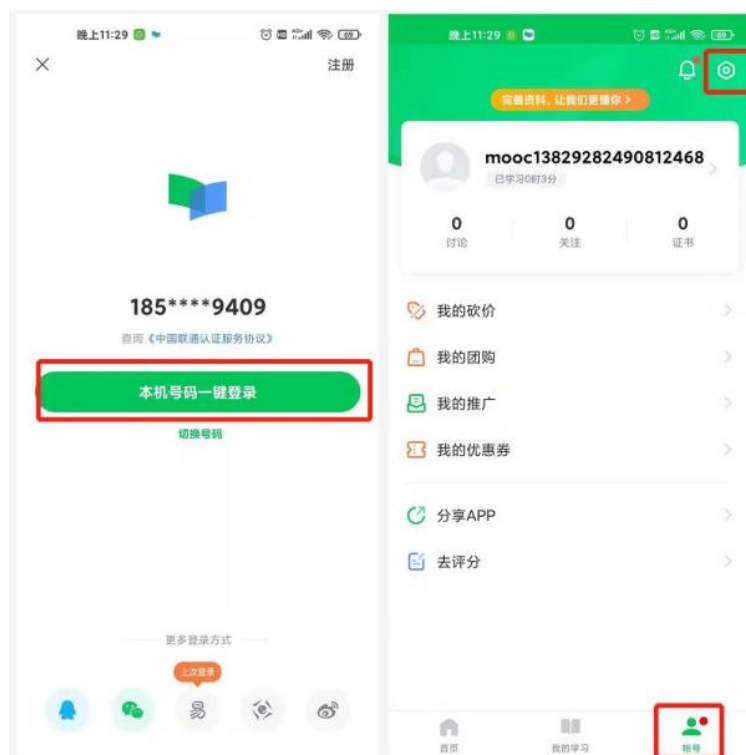 晚上11:29
注册
185****9409
查阅《中国联通认证服务协议》
本机号码一键登录
切换号码
更多登录方式
上次登录
易
晚上11:29
完善资料，让我们更懂你 >
mooc13829282490812468
已学习0时3分
0
0
0
讨论
关注
证书
我的砍价
我的团购
我的推广
我的优惠券
分享APP
去评分
首页
我的学习
账号